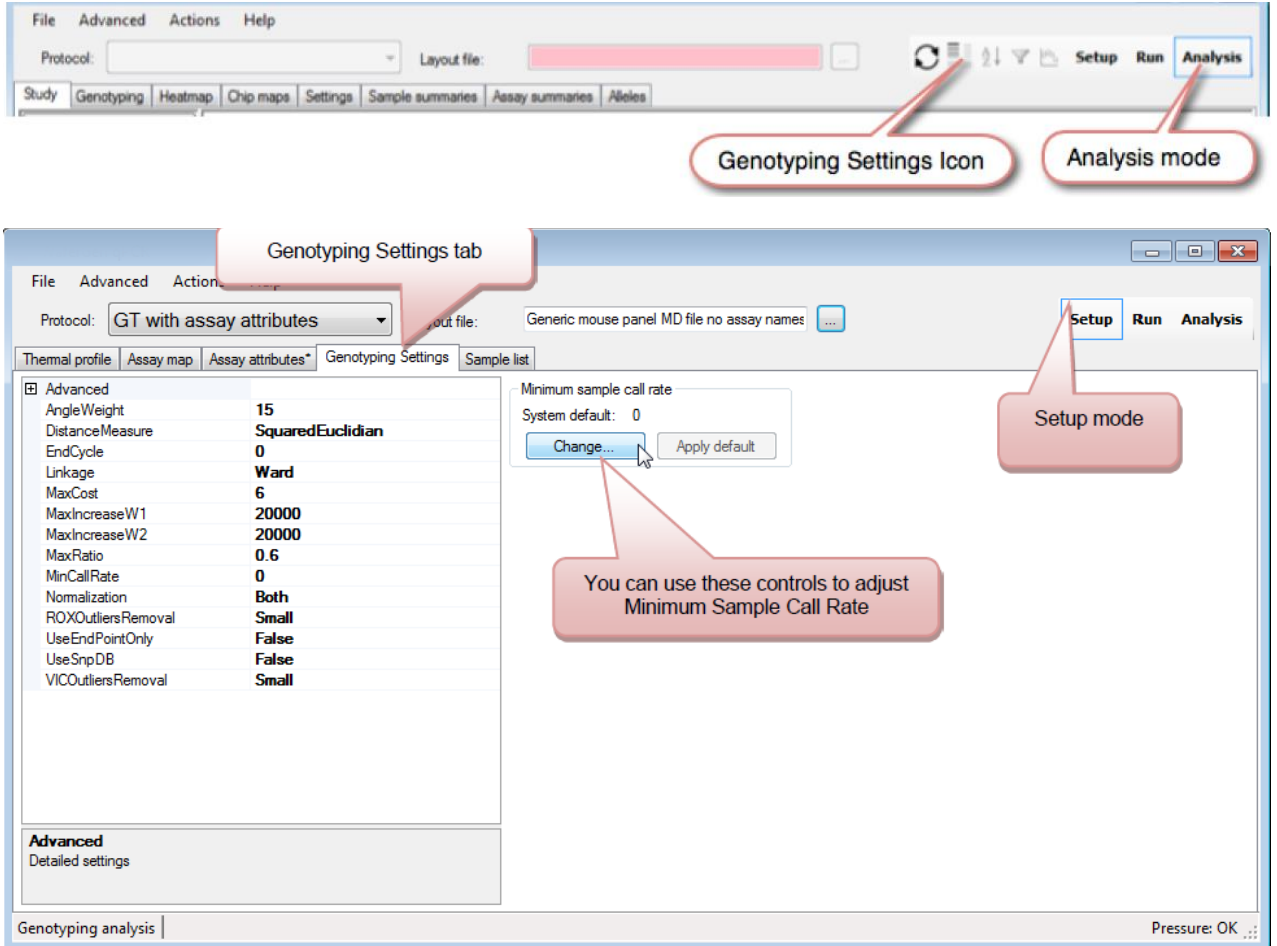 File Advanced Actions Help
Protocol: Layout file: ... Setup Run Analysis
Study Genotyping Heatmap Chip maps Settings Sample summaries Assay summaries Alleles
Genotyping Settings Icon
Analysis mode
Genotyping Settings tab
File Advanced Actions Help
Protocol: GT with assay attributes out file: Generic mouse panel MD file no assay names ... Setup Run Analysis
Thermal profile Assay map Assay attributes* Genotyping Settings Sample list
Advanced
AngleWeight 15
DistanceMeasure SquaredEuclidian
EndCycle 0
Linkage Ward
MaxCost 6
MaxIncreaseW1 20000
MaxIncreaseW2 20000
MaxRatio 0.6
MinCallRate 0
Normalization Both
ROXOutliersRemoval Small
UseEndPointOnly False
UseSnpDB False
VICOutliersRemoval Small
Minimum sample call rate
System default: 0
Change... Apply default
Setup mode
You can use these controls to adjust
Minimum Sample Call Rate
Advanced
Detailed settings
Genotyping analysis Pressure: OK